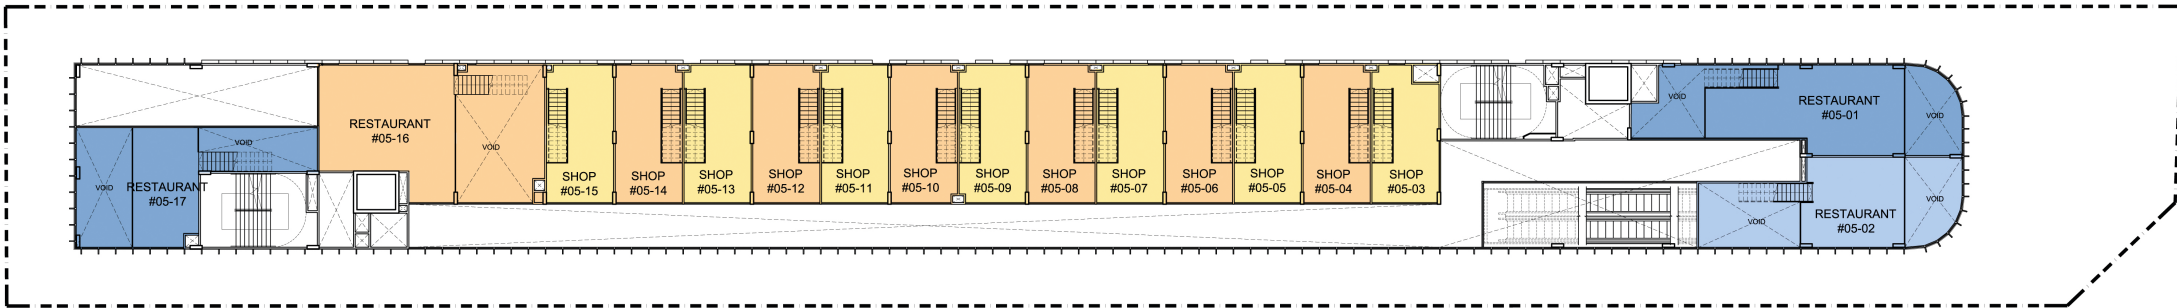 VOID
RESTAURANT
#05-17
VOID
RESTAURANT
#05-16
VOID
SHOP
#05-15
SHOP
#05-14
SHOP
#05-13
SHOP
#05-12
SHOP
#05-11
SHOP
#05-10
SHOP
#05-09
SHOP
#05-08
SHOP
#05-07
SHOP
#05-06
SHOP
#05-05
SHOP
#05-04
SHOP
#05-03
VOID
RESTAURANT
#05-01
VOID
VOID
RESTAURANT
#05-02
VOID